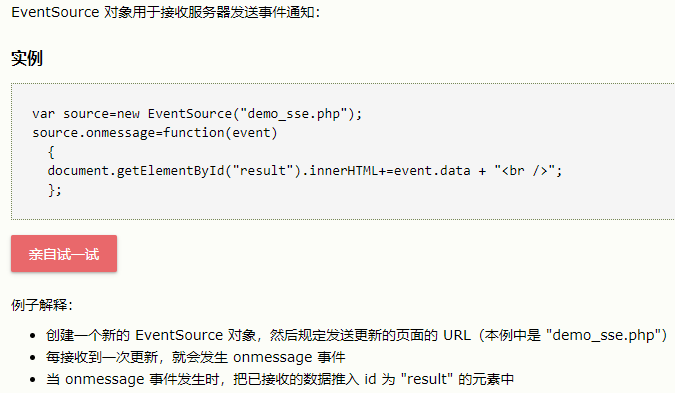 EventSource 对象用于接收服务器发送事件通知：
实例
var source=new EventSource("demo_sse.php");
source.onmessage=function(event)
{
document.getElementById("result").innerHTML+=event.data + "<br />";
};
亲自试一试
例子解释：
• 创建一个新的 EventSource 对象，然后规定发送更新的页面的 URL（本例中是 "demo_sse.php"）
• 每接收到一次更新，就会发生 onmessage 事件
• 当 onmessage 事件发生时，把已接收的数据推入 id 为 "result" 的元素中